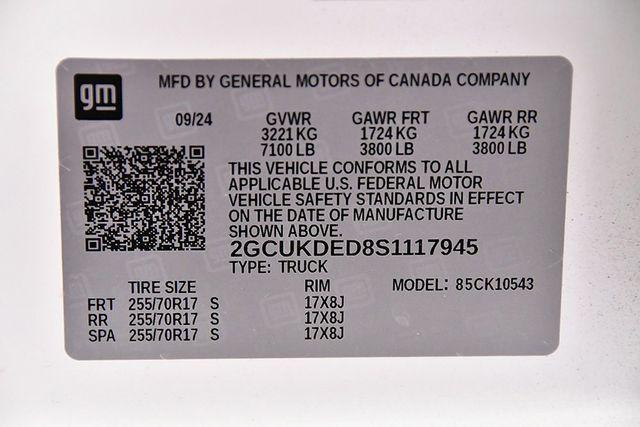 gm
MFD BY GENERAL MOTORS OF CANADA COMPANY
09/24 GVWR GAWR FRT GAWR RR
3221 KG 1724 KG 1724 KG
7100 LB 3800 LB 3800 LB
THIS VEHICLE CONFORMS TO ALL
APPLICABLE U.S. FEDERAL MOTOR
VEHICLE SAFETY STANDARDS IN EFFECT
ON THE DATE OF MANUFACTURE
SHOWN ABOVE.
2GCUKDED8S1117945
TYPE: TRUCK
TIRE SIZE RIM MODEL: 85CK10543
FRT 255/70R17 S 17X8J
RR 255/70R17 S 17X8J
SPA 255/70R17 S 17X8J